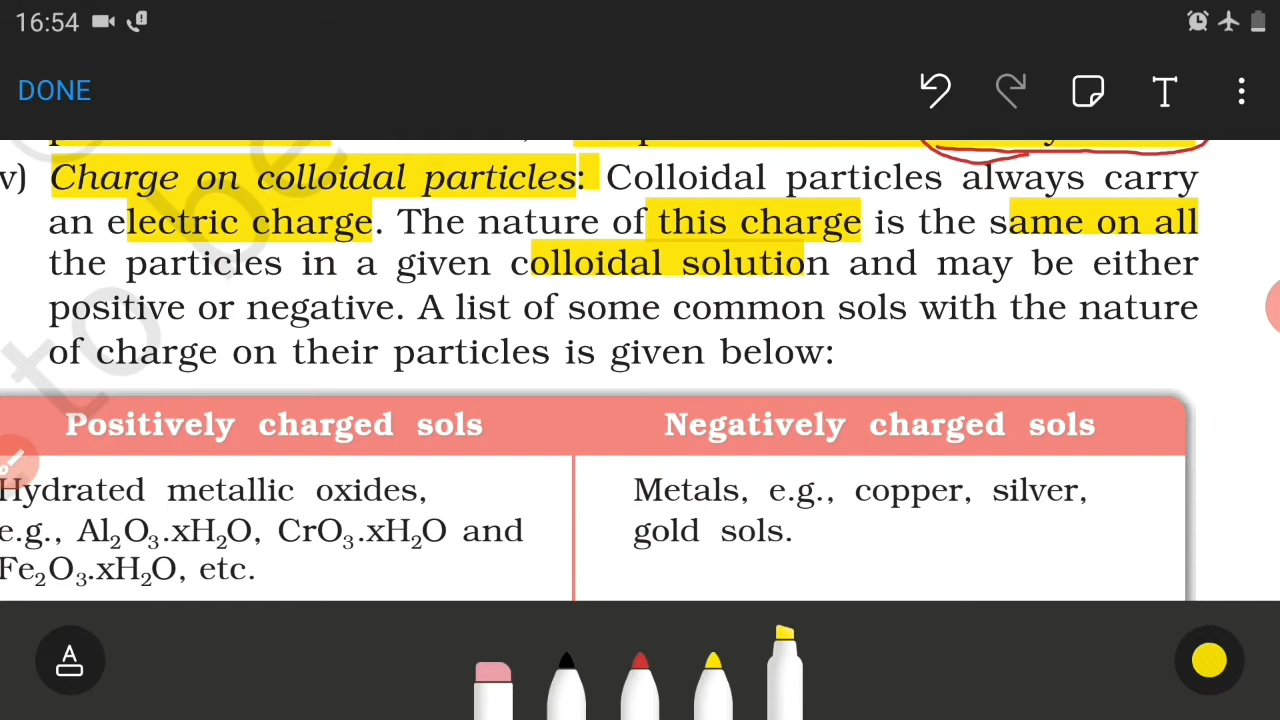 16:54
DONE
T
v) Charge on colloidal particles: Colloidal particles always carry
an electric charge. The nature of this charge is the same on all
the particles in a given colloidal solution and may be either
positive or negative. A list of some common sols with the nature
of charge on their particles is given below:
Positively charged sols
Negatively charged sols
Hydrated metallic oxides,
e.g., Al₂O₃.xH₂O, CrO₃.xH₂O and
Fe₂O₃.xH₂O, etc.
Metals, e.g., copper, silver,
gold sols.
to be
A